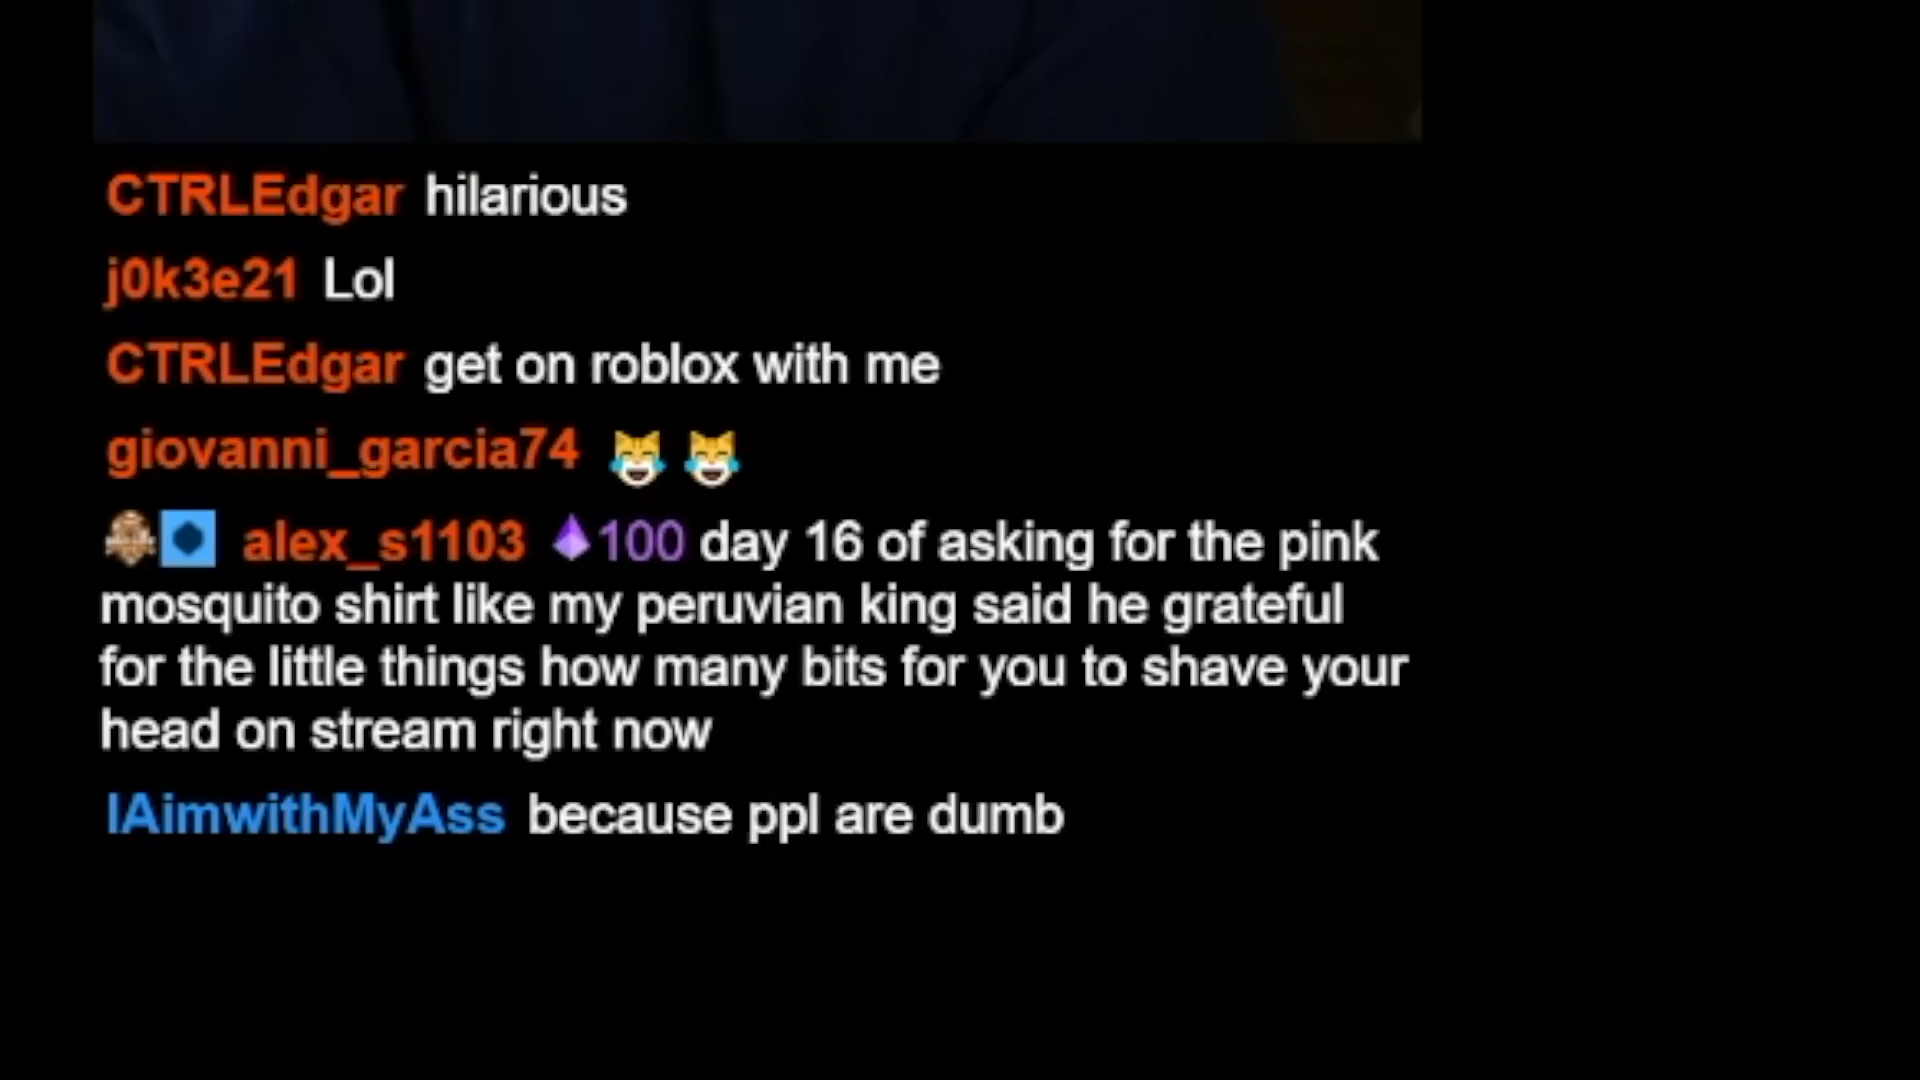 CTRLEdgar hilarious
j0k3e21 Lol
CTRLEdgar get on roblox with me
giovanni_garcia74 😹 😹
alex_s1103 100 day 16 of asking for the pink
mosquito shirt like my peruvian king said he grateful
for the little things how many bits for you to shave your
head on stream right now
IAimwithMyAss because ppl are dumb